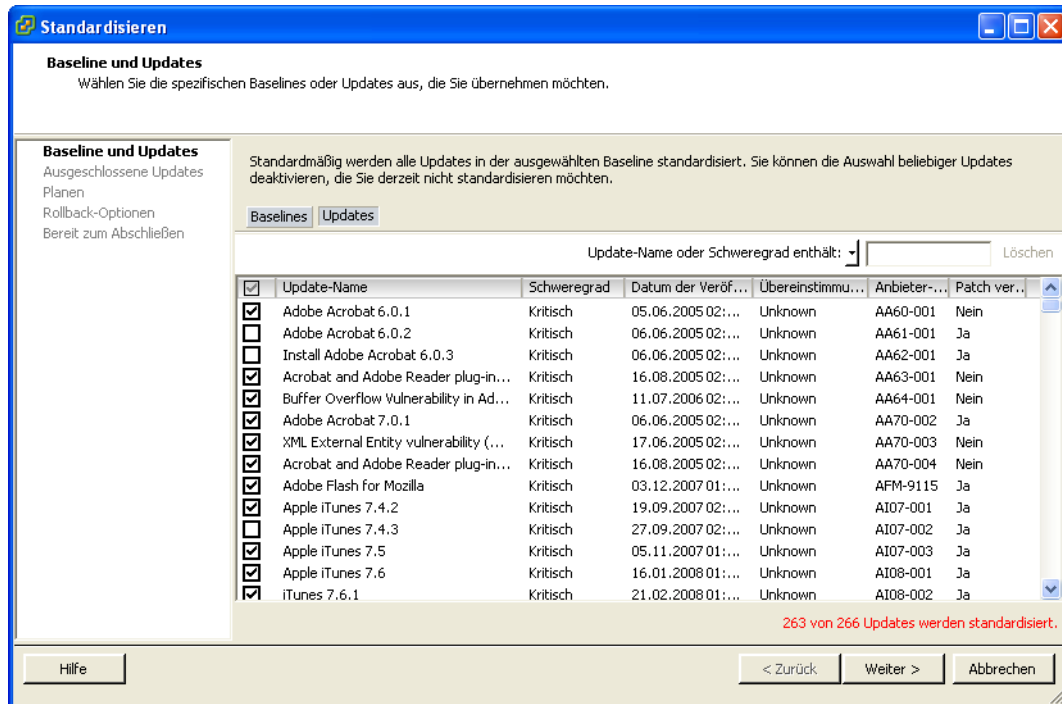 Standardisieren
Baseline und Updates
Wählen Sie die spezifischen Baselines oder Updates aus, die Sie übernehmen möchten.
Baseline und Updates
Ausgeschlossene Updates
Planen
Rollback-Optionen
Bereit zum Abschließen
Standardmäßig werden alle Updates in der ausgewählten Baseline standardisiert. Sie können die Auswahl beliebiger Updates
deaktivieren, die Sie derzeit nicht standardisieren möchten.
Baselines Updates
Update-Name oder Schweregrad enthält: Löschen
Update-Name Schweregrad Datum der Veröf... Übereinstimmu... Anbieter-... Patch ver...
Adobe Acrobat 6.0.1 Kritisch 05.06.2005 02:... Unknown AA60-001 Nein
Adobe Acrobat 6.0.2 Kritisch 06.06.2005 02:... Unknown AA61-001 Ja
Install Adobe Acrobat 6.0.3 Kritisch 06.06.2005 02:... Unknown AA62-001 Ja
Acrobat and Adobe Reader plug-in... Kritisch 16.08.2005 02:... Unknown AA63-001 Nein
Buffer Overflow Vulnerability in Ad... Kritisch 11.07.2006 02:... Unknown AA64-001 Nein
Adobe Acrobat 7.0.1 Kritisch 06.06.2005 02:... Unknown AA70-002 Ja
XML External Entity vulnerability (... Kritisch 17.06.2005 02:... Unknown AA70-003 Nein
Acrobat and Adobe Reader plug-in... Kritisch 16.08.2005 02:... Unknown AA70-004 Nein
Adobe Flash for Mozilla Kritisch 03.12.2007 01:... Unknown AFM-9115 Ja
Apple iTunes 7.4.2 Kritisch 19.09.2007 02:... Unknown AI07-001 Ja
Apple iTunes 7.4.3 Kritisch 27.09.2007 02:... Unknown AI07-002 Ja
Apple iTunes 7.5 Kritisch 05.11.2007 01:... Unknown AI07-003 Ja
Apple iTunes 7.6 Kritisch 16.01.2008 01:... Unknown AI08-001 Ja
iTunes 7.6.1 Kritisch 21.02.2008 01:... Unknown AI08-002 Ja
263 von 266 Updates werden standardisiert.
Hilfe < Zurück Weiter > Abbrechen